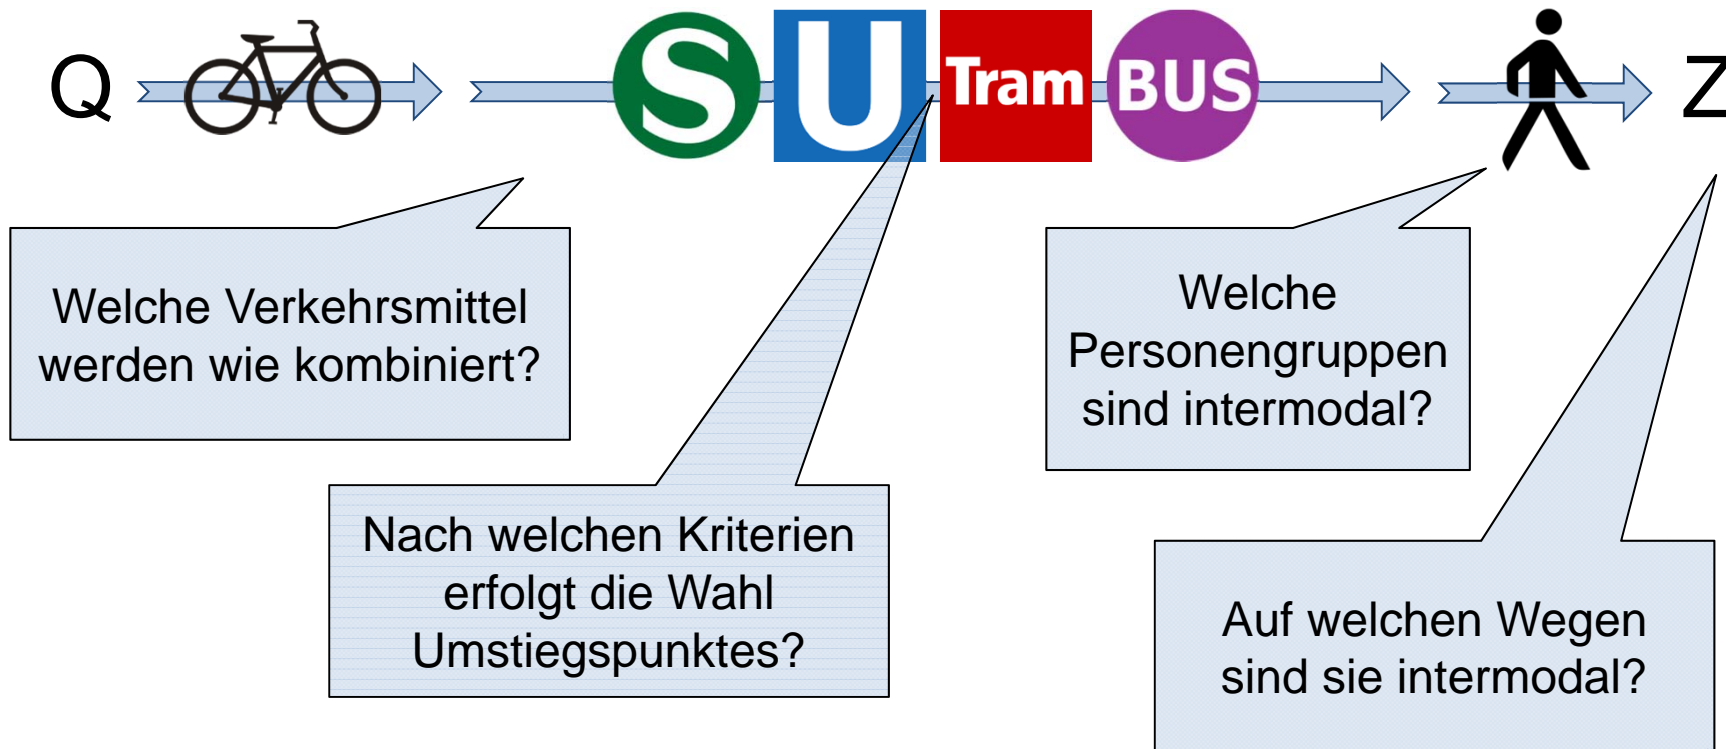 Q
S
U
Tram
BUS
Z
Welche Verkehrsmittel
werden wie kombiniert?
Nach welchen Kriterien
erfolgt die Wahl
Umstiegspunktes?
Welche
Personengruppen
sind intermodal?
Auf welchen Wegen
sind sie intermodal?